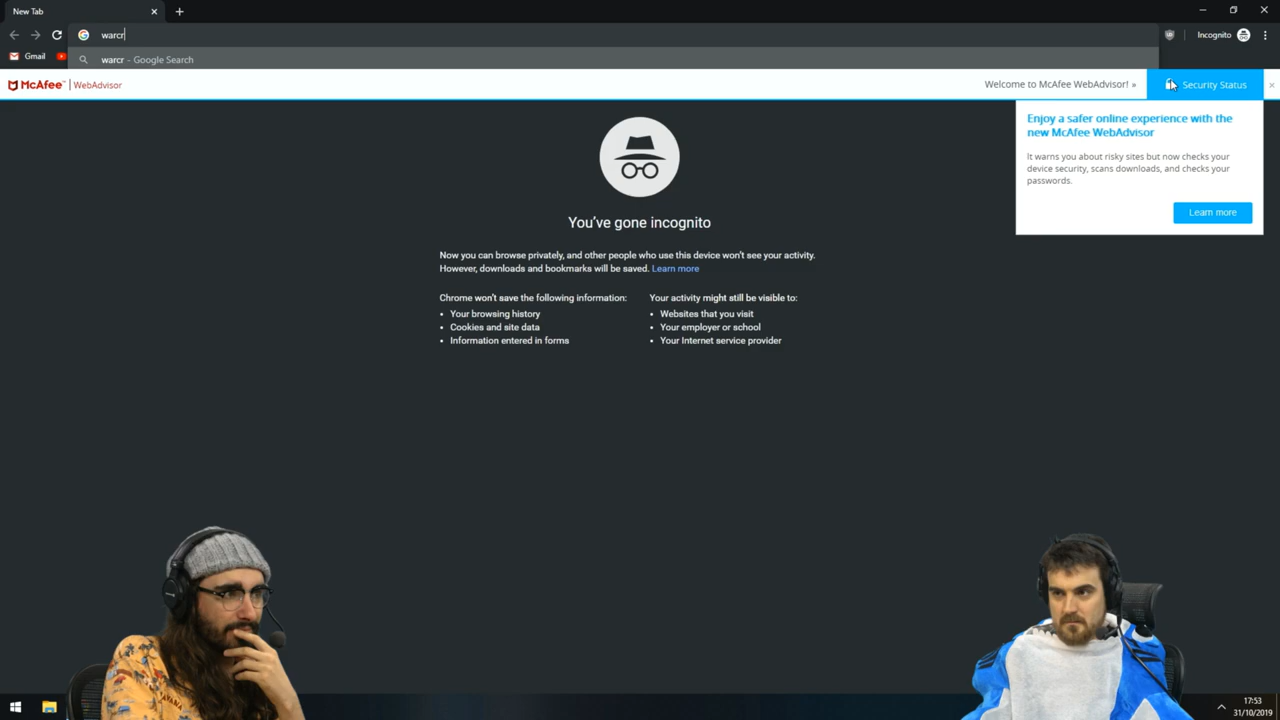 New Tab
warcr
Incognito
Gmail
warcr - Google Search
McAfee™ | WebAdvisor
Welcome to McAfee WebAdvisor! »
Security Status
Enjoy a safer online experience with the
new McAfee WebAdvisor
It warns you about risky sites but now checks your
device security, scans downloads, and checks your
passwords.
Learn more
You've gone incognito
Now you can browse privately, and other people who use this device won't see your activity.
However, downloads and bookmarks will be saved. Learn more
Chrome won't save the following information:
• Your browsing history
• Cookies and site data
• Information entered in forms
Your activity might still be visible to:
• Websites that you visit
• Your employer or school
• Your Internet service provider
17:53
31/10/2019